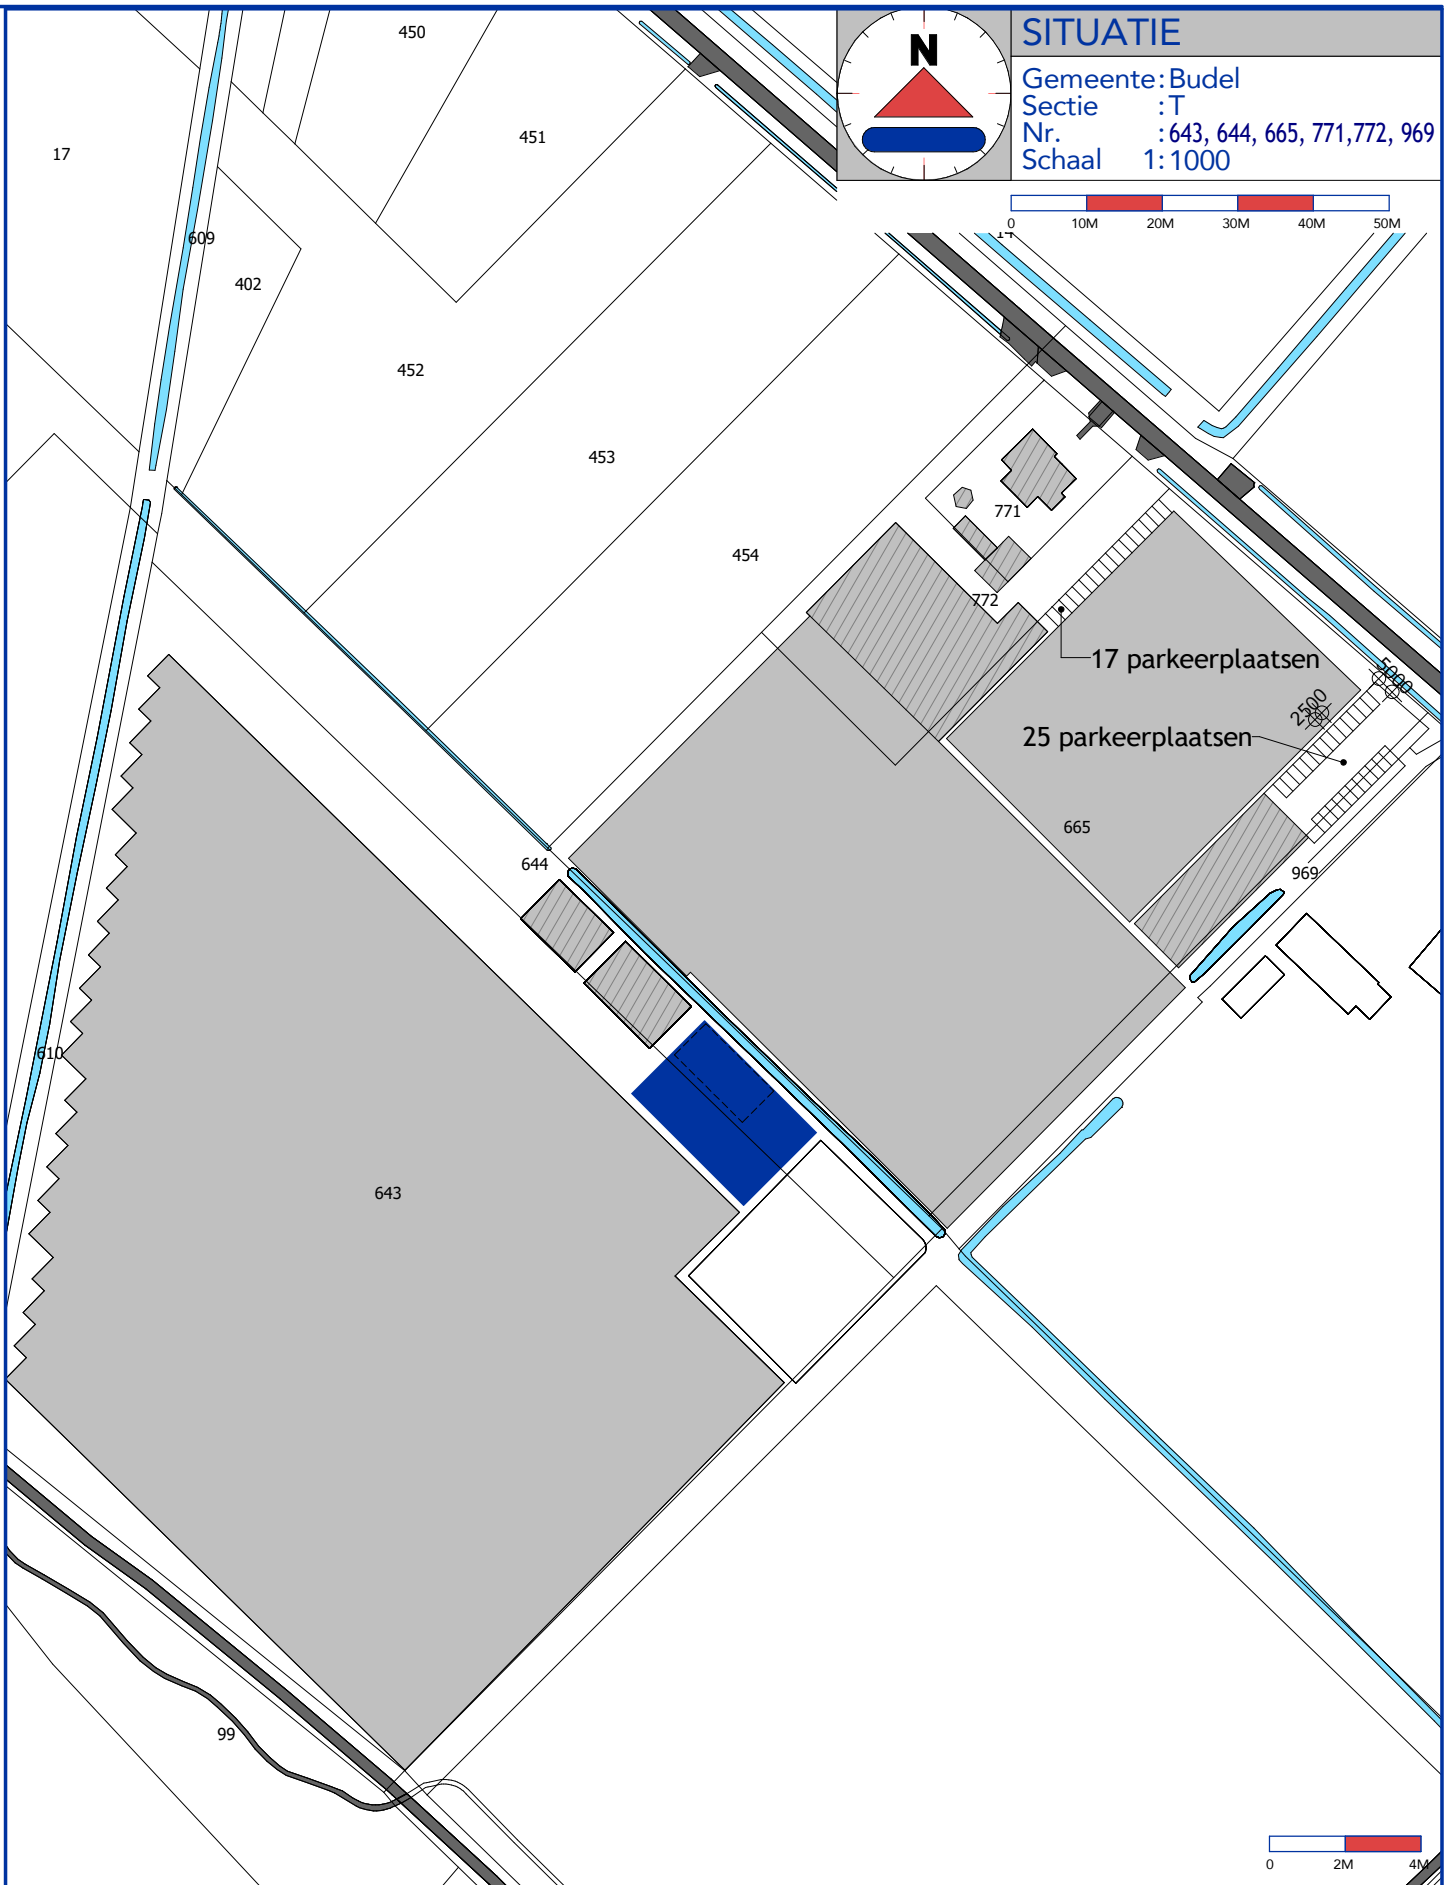 N
SITUATIE
Gemeente: Budel
Sectie : T
Nr. : 643, 644, 665, 771,772, 969
Schaal 1: 1000
0 10M 20M 30M 40M 50M
450
451
17
14
609
402
452
453
454
771
772
17 parkeerplaatsen
5000
2500
25 parkeerplaatsen
665
644
969
610
643
99
0 2M 4M